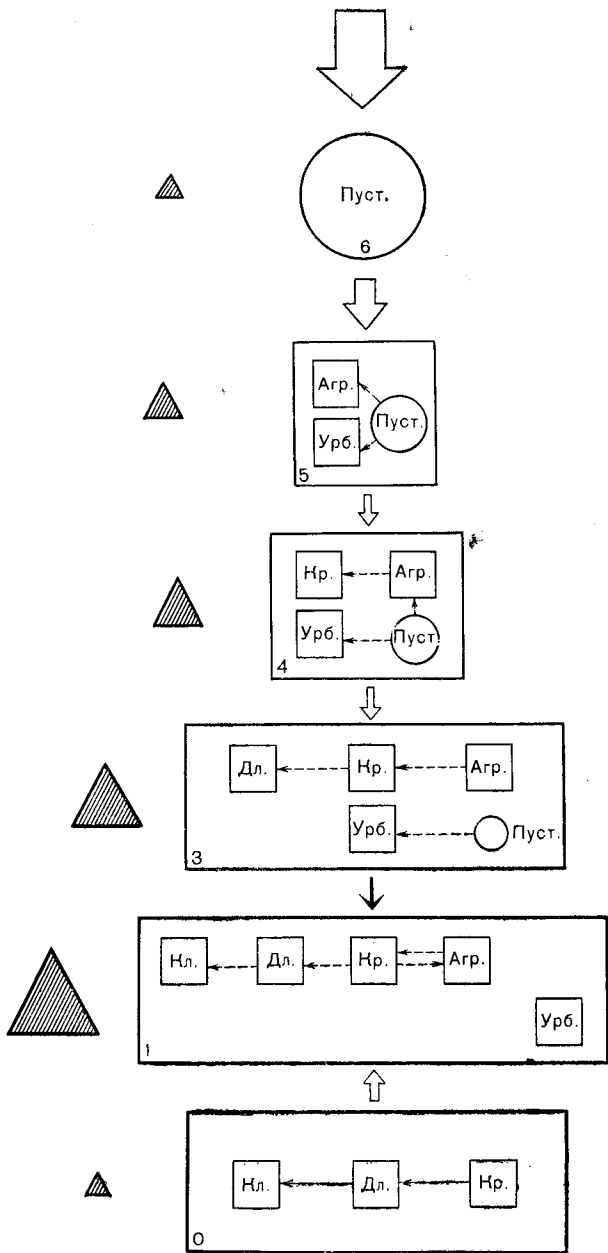 Пуст.
6
Агр.
Пуст.
Урб.
5
Кр. Агр.
Урб. Пуст.
4
Дл. Кр. Агр.
Урб. Пуст.
3
Кл. Дл. Кр. Агр.
Урб.
1
Кл. Дл. Кр.
0